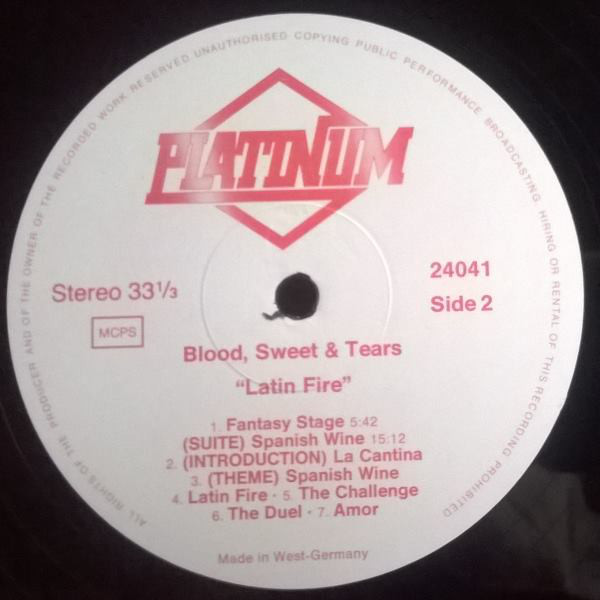 ALL RIGHTS OF THE PRODUCER AND OF THE OWNER OF THE RECORDED WORK RESERVED UNAUTHORISED COPYING PUBLIC PERFORMANCE BROADCASTING HIRING OR RENTAL OF THIS RECORDING PROHIBITED
PLATINUM
24041
Stereo 33 1/3
Side 2
MCPS
Blood, Sweet & Tears
“Latin Fire”
1. Fantasy Stage 5:42
(SUITE) Spanish Wine 15:12
2. (INTRODUCTION) La Cantina
3. (THEME) Spanish Wine
4. Latin Fire · 5. The Challenge
6. The Duel · 7. Amor
Made in West-Germany